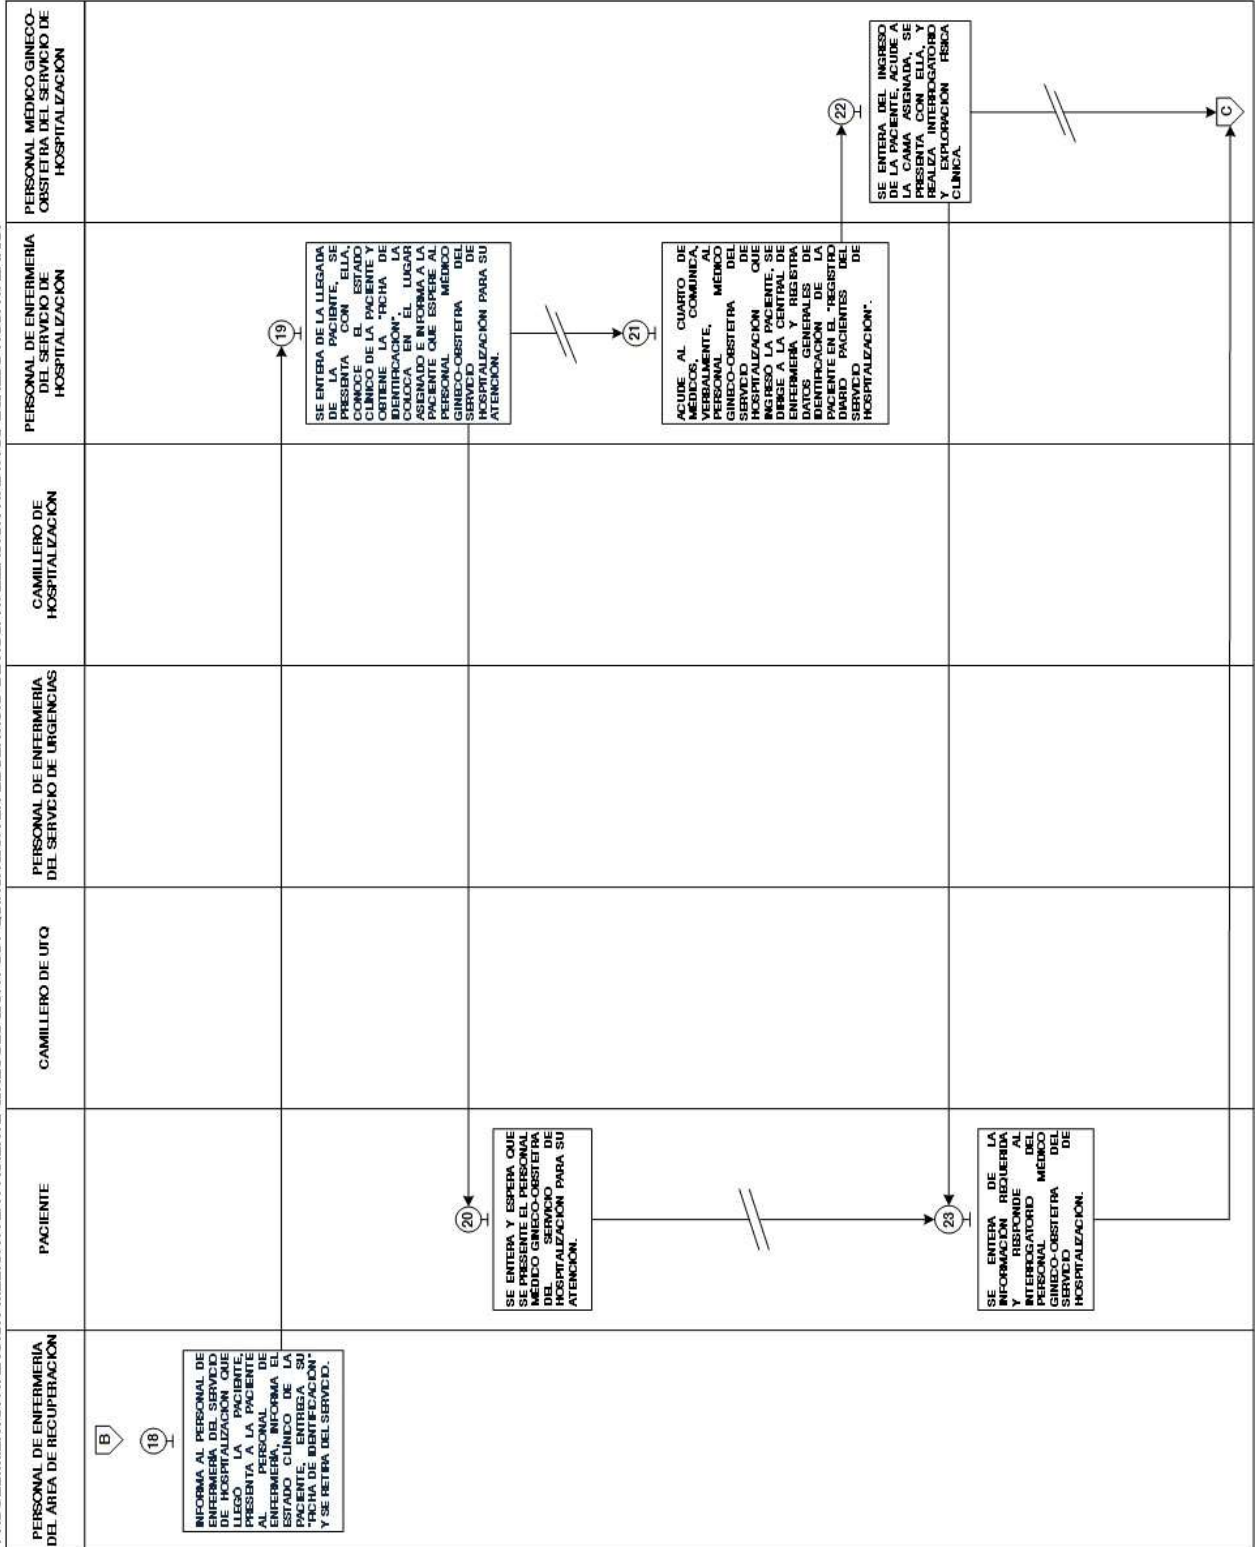 PERSONAL DE ENFERMERÍA
DEL ÁREA DE RECUPERACIÓN
PACIENTE
CAMILLERO DE UTQ
PERSONAL DE ENFERMERÍA
DEL SERVICIO DE URGENCIAS
CAMILLERO DE
HOSPITALIZACIÓN
PERSONAL DE ENFERMERÍA
DEL SERVICIO DE
HOSPITALIZACIÓN
PERSONAL MÉDICO GINECO-
OBSTETRA DEL SERVICIO DE
HOSPITALIZACIÓN
B
18
INFORMA AL PERSONAL DE
ENFERMERÍA DEL SERVICIO
DE HOSPITALIZACIÓN QUE
LLEGÓ LA PACIENTE,
PRESENTA A LA PACIENTE
AL PERSONAL DE
ENFERMERÍA, INFORMA EL
ESTADO CLÍNICO DE LA
PACIENTE, ENTREGA SU
"FICHA DE IDENTIFICACIÓN"
Y SE RETIRA DEL SERVICIO.
19
SE ENTERA DE LA LLEGADA
DE LA PACIENTE, SE
PRESENTA CON ELLA,
CONOCE EL ESTADO
CLÍNICO DE LA PACIENTE Y
OBTIENE LA "FICHA DE
IDENTIFICACIÓN", LA
COLOCA EN EL LUGAR
ASIGNADO E INFORMA A LA
PACIENTE QUE ESPERE AL
PERSONAL MÉDICO
GINECO-OBSTETRA DEL
SERVICIO DE
HOSPITALIZACIÓN PARA SU
ATENCIÓN.
20
SE ENTERA Y ESPERA QUE
SE PRESENTE EL PERSONAL
MÉDICO GINECO-OBSTETRA
DEL SERVICIO DE
HOSPITALIZACIÓN PARA SU
ATENCIÓN.
21
ACUDE AL CUARTO DE
MÉDICOS, COMUNICA,
VERBALMENTE, AL
PERSONAL MÉDICO
GINECO-OBSTETRA DEL
SERVICIO DE
HOSPITALIZACIÓN QUE
INGRESO LA PACIENTE, SE
DIRIGE A LA CENTRAL DE
ENFERMERÍA Y REGISTRA
DATOS GENERALES DE
IDENTIFICACIÓN DE LA
PACIENTE EN EL "REGISTRO
DIARIO PACIENTES DEL
SERVICIO DE
HOSPITALIZACIÓN".
22
SE ENTERA DEL INGRESO
DE LA PACIENTE, ACUDE A
LA CAMA ASIGNADA, SE
PRESENTA CON ELLA, Y
REALIZA INTERROGATORIO
Y EXPLORACIÓN FÍSICA
CLÍNICA.
23
SE ENTERA DE LA
INFORMACIÓN REQUERIDA
Y RESPONDE AL
INTERROGATORIO DEL
PERSONAL MÉDICO
GINECO-OBSTETRA DEL
SERVICIO DE
HOSPITALIZACIÓN.
C